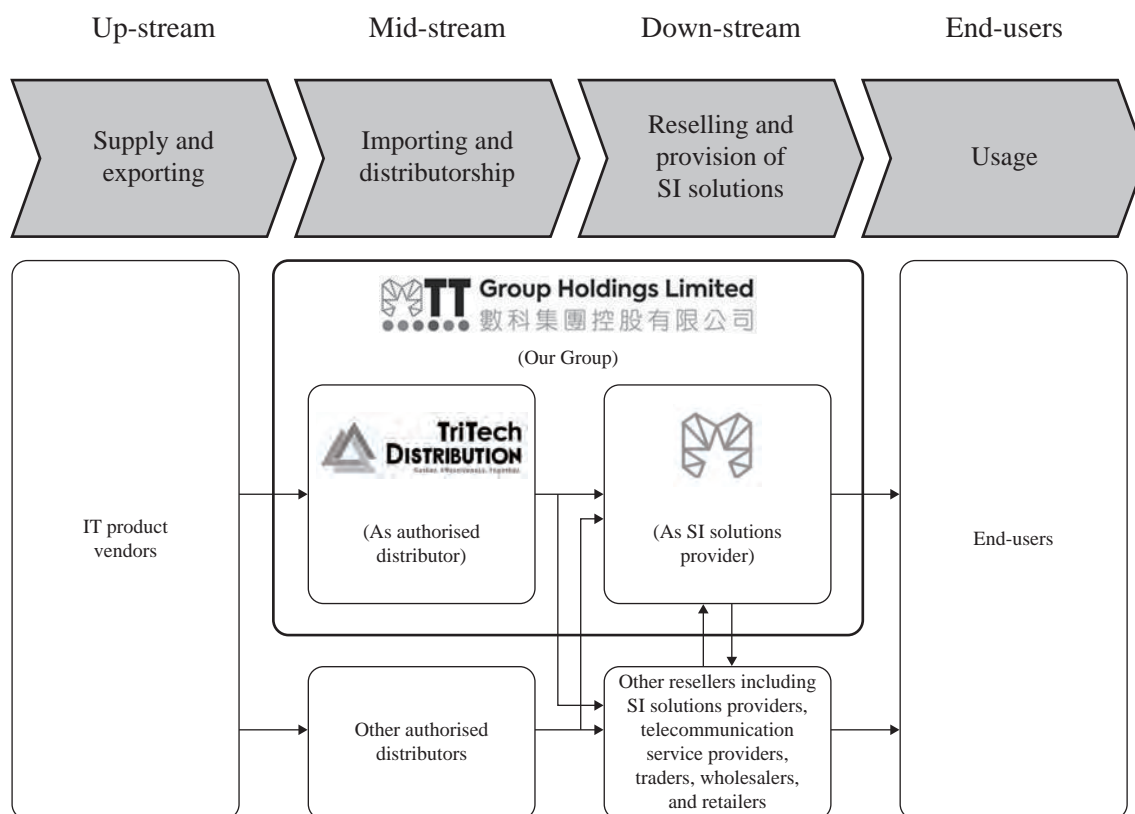 Up-stream
Mid-stream
Down-stream
End-users
Supply and
exporting
Importing and
distributorship
Reselling and
provision of
SI solutions
Usage
TT Group Holdings Limited
數科集團控股有限公司
(Our Group)
TriTech
DISTRIBUTION
(As authorised
distributor)
(As SI solutions
provider)
IT product
vendors
End-users
Other authorised
distributors
Other resellers including
SI solutions providers,
telecommunication
service providers,
traders, wholesalers,
and retailers